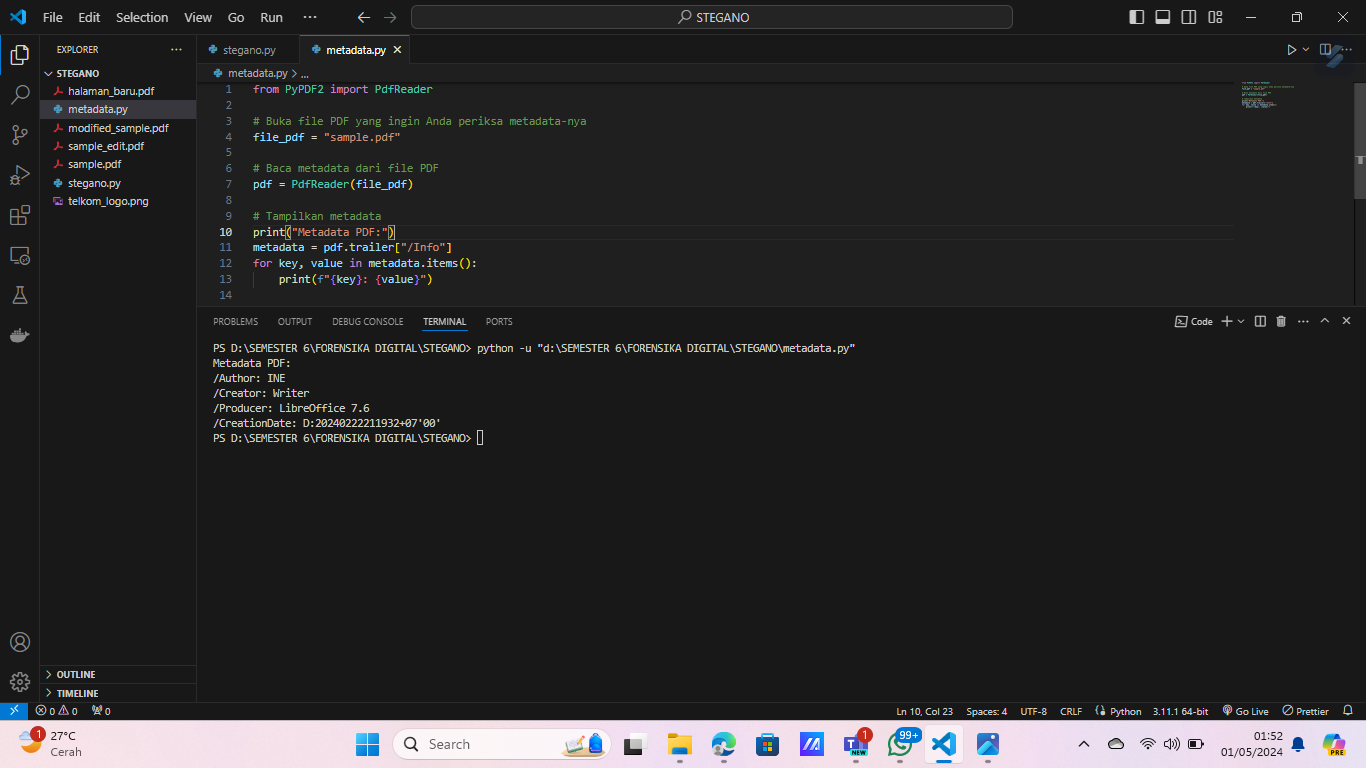 File Edit Selection View Go Run ··· STEGANO
EXPLORER ···
STEGANO
halaman_baru.pdf
metadata.py
modified_sample.pdf
sample_edit.pdf
sample.pdf
stegano.py
telkom_logo.png
OUTLINE
TIMELINE
stegano.py metadata.py
metadata.py > ...
1 from PyPDF2 import PdfReader
2
3 # Buka file PDF yang ingin Anda periksa metadata-nya
4 file_pdf = "sample.pdf"
5
6 # Baca metadata dari file PDF
7 pdf = PdfReader(file_pdf)
8
9 # Tampilkan metadata
10 print("Metadata PDF:")
11 metadata = pdf.trailer["/Info"]
12 for key, value in metadata.items():
13     print(f"{key}: {value}")
14
PROBLEMS OUTPUT DEBUG CONSOLE TERMINAL PORTS Code
PS D:\SEMESTER 6\FORENSIKA DIGITAL\STEGANO> python -u "d:\SEMESTER 6\FORENSIKA DIGITAL\STEGANO\metadata.py"
Metadata PDF:
/Author: INE
/Creator: Writer
/Producer: LibreOffice 7.6
/CreationDate: D:20240222211932+07'00'
PS D:\SEMESTER 6\FORENSIKA DIGITAL\STEGANO>
0 0 0 Ln 10, Col 23 Spaces: 4 UTF-8 CRLF Python 3.11.1 64-bit Go Live Prettier
1 27°C
Cerah
Search
NEW 1 99+ PRE
01:52
01/05/2024